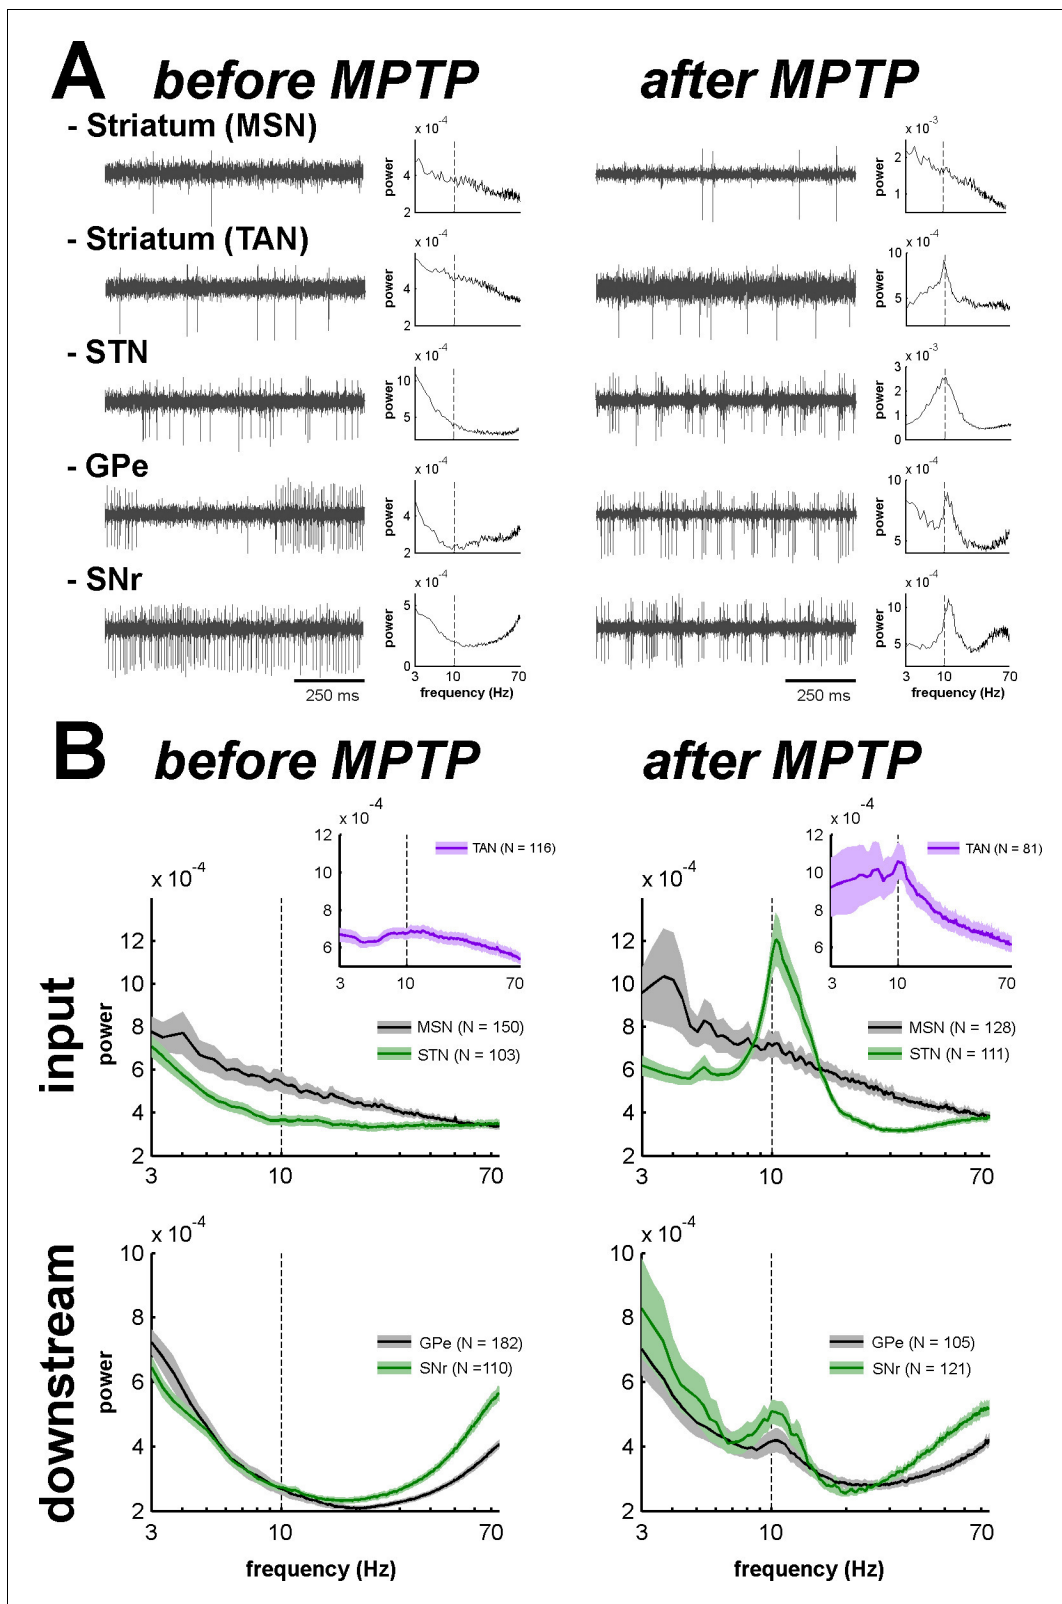 A
before MPTP
after MPTP
- Striatum (MSN)
x 10-4
power
4
2
x 10-3
power
2
1
- Striatum (TAN)
x 10-4
power
4
2
x 10-4
power
10
5
- STN
x 10-4
power
10
5
x 10-3
power
3
2
1
0
- GPe
x 10-4
power
4
2
x 10-4
power
10
5
- SNr
x 10-4
power
5
0
3 10 70
frequency (Hz)
250 ms
x 10-4
power
10
5
3 10 70
frequency (Hz)
250 ms
B
before MPTP
after MPTP
input
x 10-4
12
10
8
6
TAN (N = 116)
3 10 70
x 10-4
power
12
10
8
6
4
2
MSN (N = 150)
STN (N = 103)
3 10 70
x 10-4
12
10
8
6
TAN (N = 81)
3 10 70
x 10-4
12
10
8
6
4
2
MSN (N = 128)
STN (N = 111)
3 10 70
downstream
x 10-4
power
10
8
6
4
2
GPe (N = 182)
SNr (N =110)
3 10 70
frequency (Hz)
x 10-4
10
8
6
4
2
GPe (N = 105)
SNr (N = 121)
3 10 70
frequency (Hz)